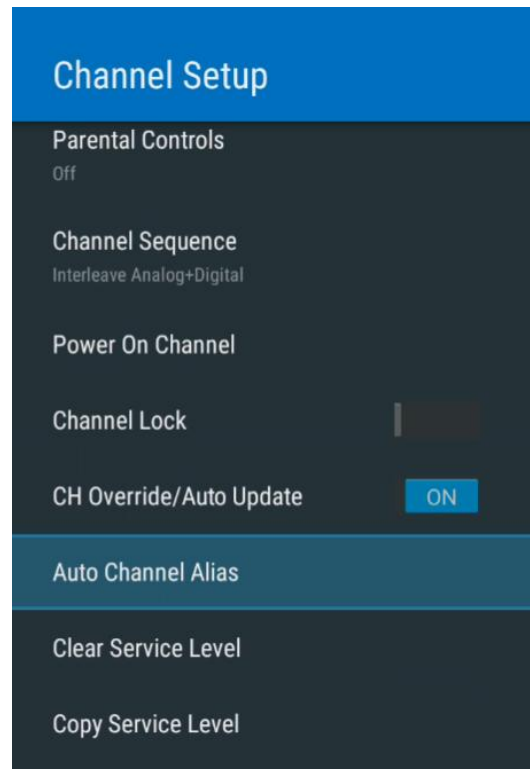 Channel Setup
Parental Controls
Off
Channel Sequence
Interleave Analog+Digital
Power On Channel
Channel Lock
CH Override/Auto Update
ON
Auto Channel Alias
Clear Service Level
Copy Service Level